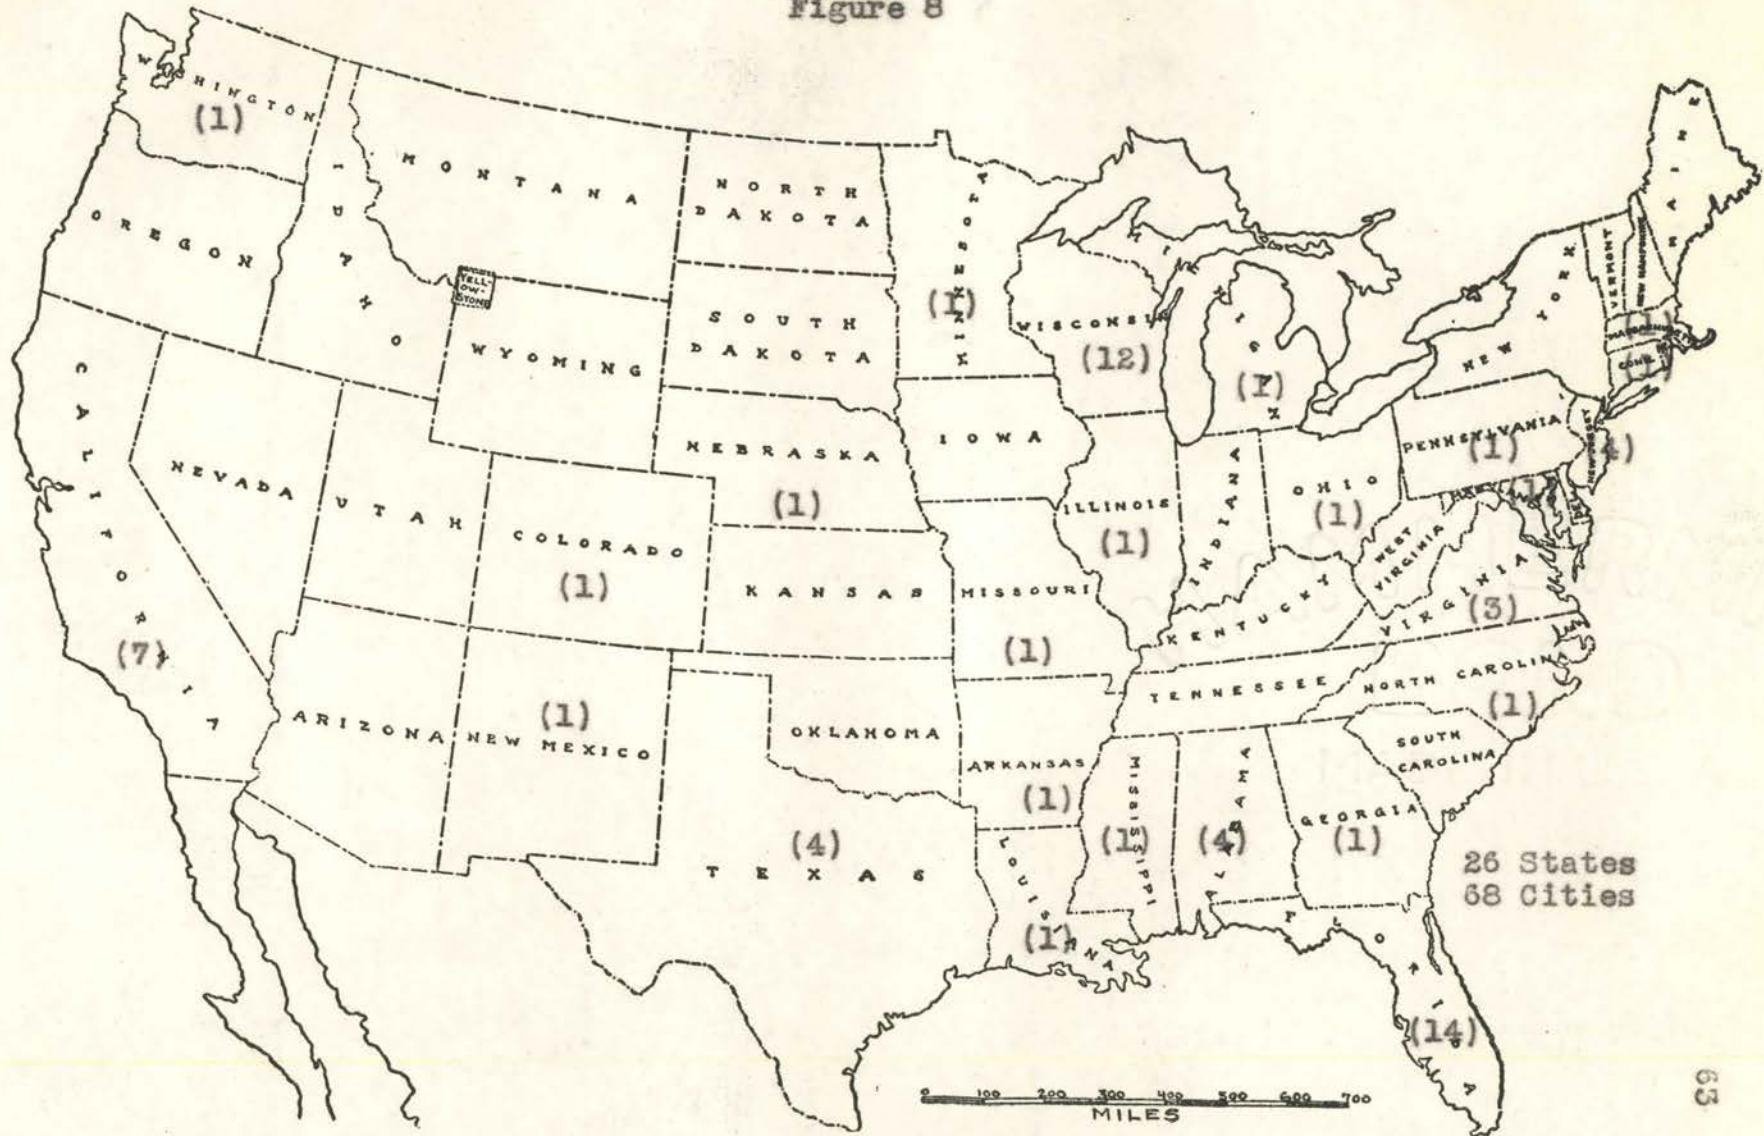 Figure 8
WASHINGTON
(1)
MONTANA
NORTH
DAKOTA
MINNESOTA
(1)
MAINE
OREGON
IDAHO
YELL-
OW-
STONE
WYOMING
SOUTH
DAKOTA
WISCONSIN
(12)
MICHIGAN
(1)
VERMONT
NEW HAMPSHIRE
NEW YORK
MASSACHUSETTS
(1)
CONN
(1)
CALIFORNIA
(7)
NEVADA
UTAH
COLORADO
(1)
NEBRASKA
(1)
IOWA
ILLINOIS
(1)
INDIANA
OHIO
(1)
PENNSYLVANIA
(1)
NEW JERSEY
(4)
(1)
DEL
KANSAS
MISSOURI
(1)
KENTUCKY
WEST
VIRGINIA
VIRGINIA
(3)
ARIZONA
(1)
NEW MEXICO
OKLAHOMA
ARKANSAS
(1)
TENNESSEE
NORTH CAROLINA
(1)
SOUTH
CAROLINA
(4)
TEXAS
LOUISIANA
(1)
MISSISSIPPI
(1)
ALABAMA
(4)
GEORGIA
(1)
26 States
68 Cities
FLORIDA
(14)
0 100 200 300 400 500 600 700
MILES
63